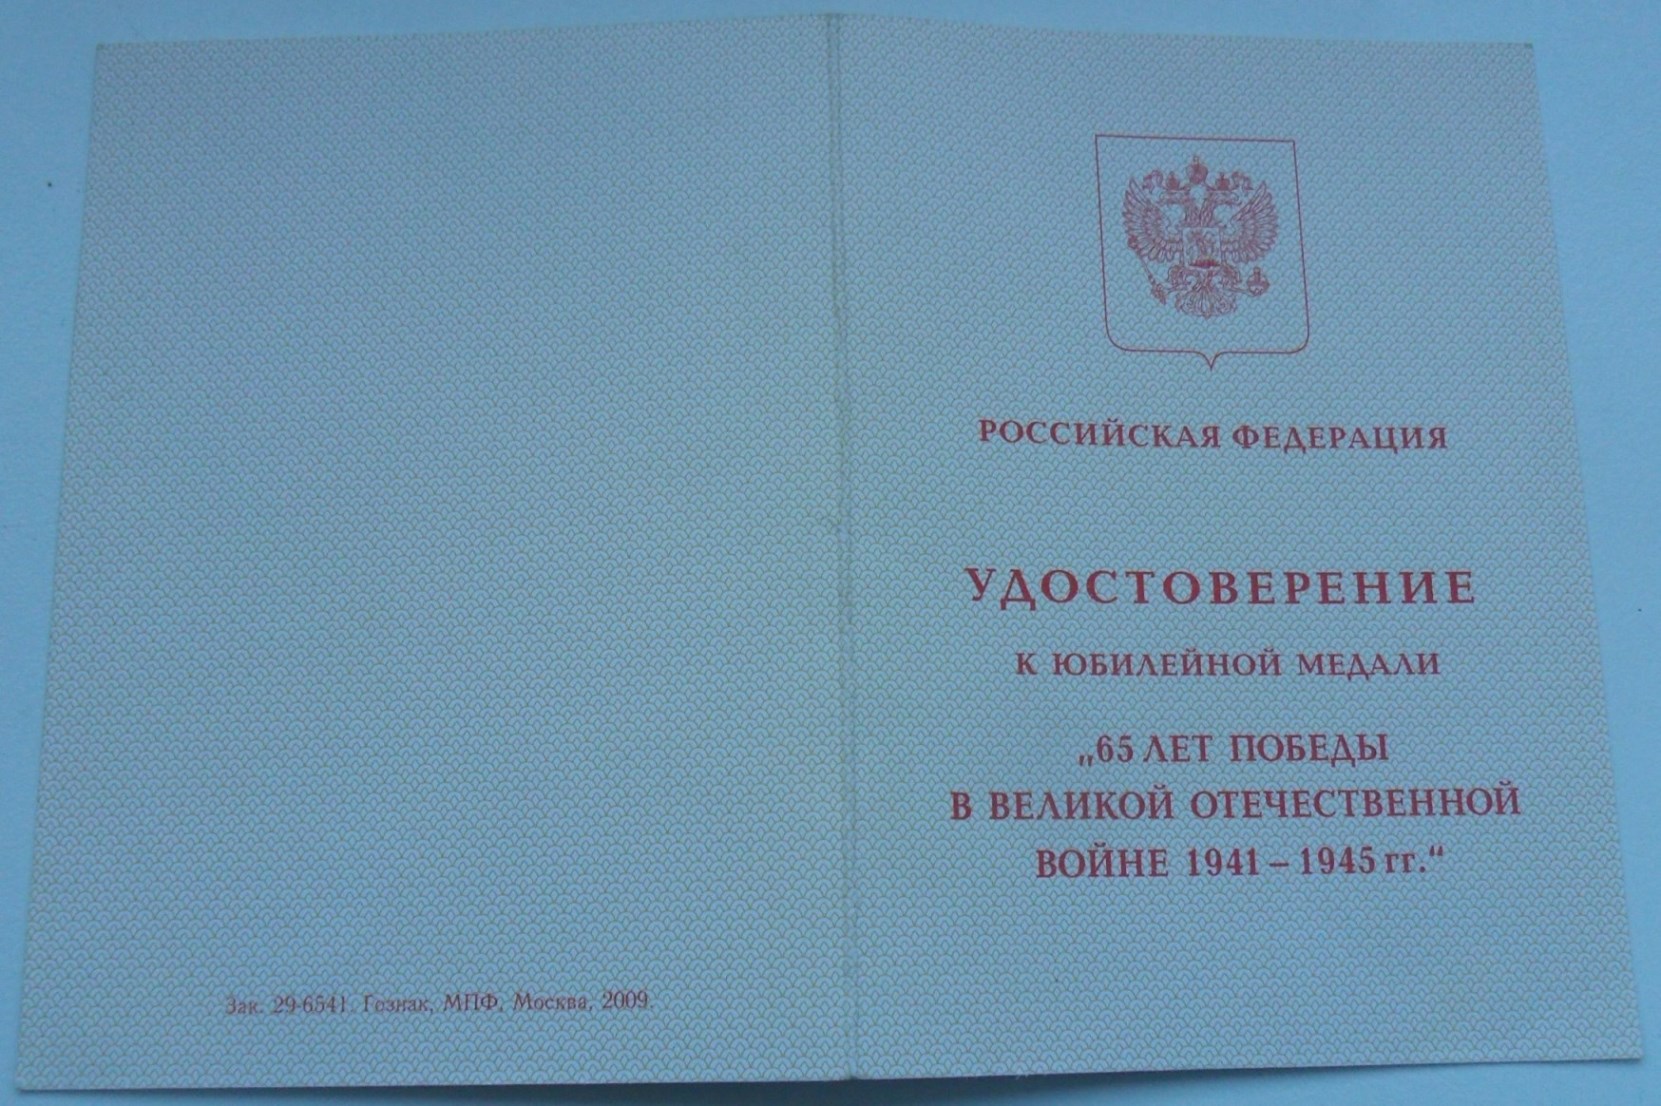 РОССИЙСКАЯ ФЕДЕРАЦИЯ
УДОСТОВЕРЕНИЕ
К ЮБИЛЕЙНОЙ МЕДАЛИ
„65 ЛЕТ ПОБЕДЫ
В ВЕЛИКОЙ ОТЕЧЕСТВЕННОЙ
ВОЙНЕ 1941 – 1945 гг.“
Зак. 29-6541. Гознак, МПФ, Москва, 2009.